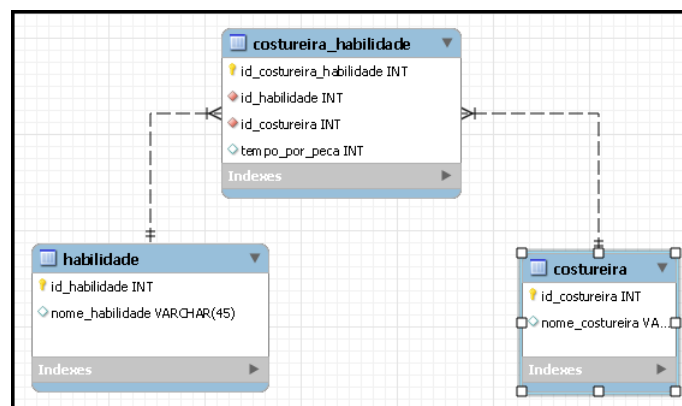 costureira_habilidade
id_costureira_habilidade INT
id_habilidade INT
id_costureira INT
tempo_por_peca INT
Indexes
habilidade
id_habilidade INT
nome_habilidade VARCHAR(45)
Indexes
costureira
id_costureira INT
nome_costureira VA...
Indexes